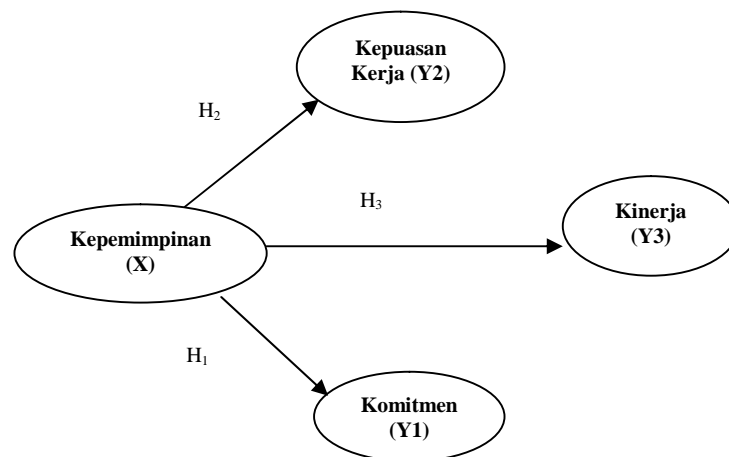 Kepuasan
Kerja (Y2)
H₂
H₃
Kinerja
(Y3)
Kepemimpinan
(X)
H₁
Komitmen
(Y1)